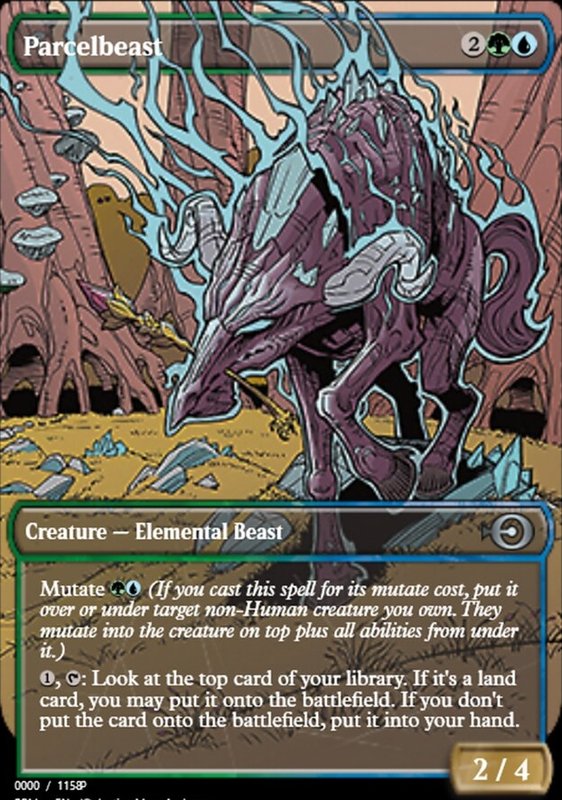 Parcelbeast 2
Creature — Elemental Beast
Mutate (If you cast this spell for its mutate cost, put it
over or under target non-Human creature you own. They
mutate into the creature on top plus all abilities from under
it.)
1, : Look at the top card of your library. If it's a land
card, you may put it onto the battlefield. If you don't
put the card onto the battlefield, put it into your hand.
2/4
0000 / 1158P